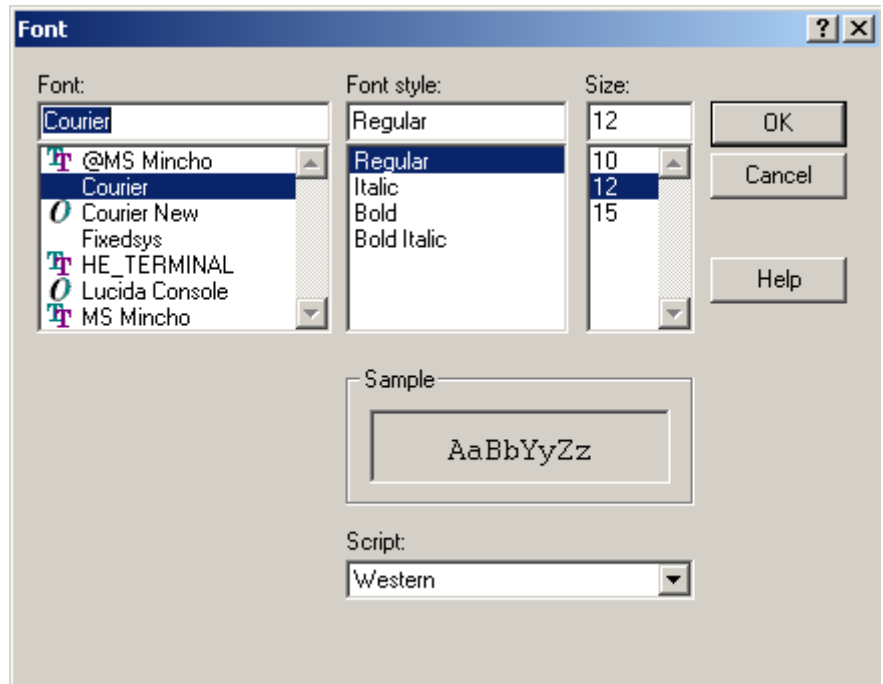 Font
Font:
Courier
@MS Mincho
Courier
Courier New
Fixedsys
HE_TERMINAL
Lucida Console
MS Mincho
Font style:
Regular
Regular
Italic
Bold
Bold Italic
Size:
12
10
12
15
OK
Cancel
Help
Sample
AaBbYyZz
Script:
Western